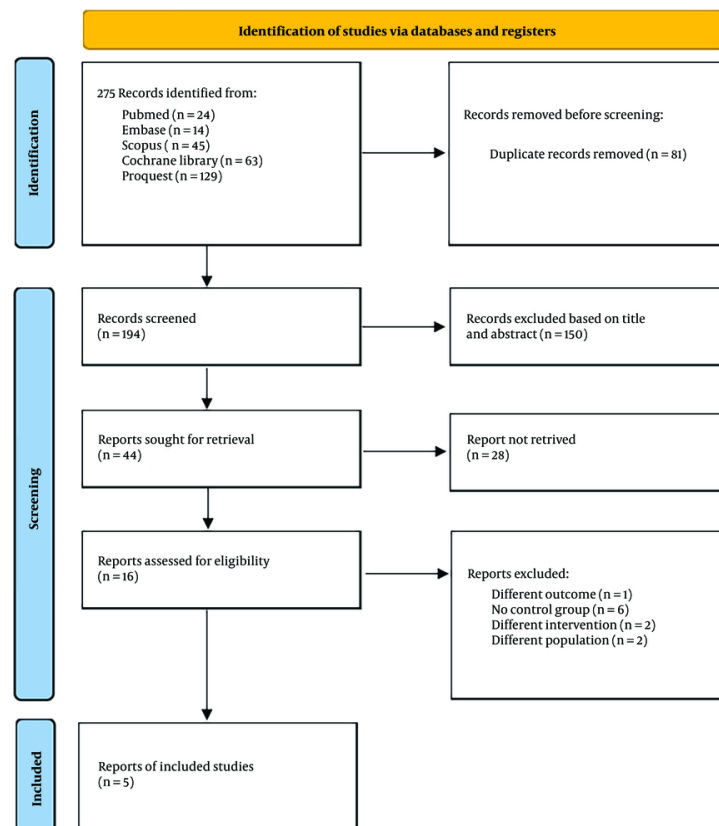 Identification of studies via databases and registers
Identification
275 Records identified from:
Pubmed (n = 24)
Embase (n = 14)
Scopus ( n = 45)
Cochrane library (n = 63)
Proquest (n = 129)
Records removed before screening:
Duplicate records removed (n = 81)
Screening
Records screened
(n = 194)
Records excluded based on title
and abstract (n = 150)
Reports sought for retrieval
(n = 44)
Report not retrived
(n = 28)
Reports assessed for eligibility
(n = 16)
Reports excluded:
Different outcome (n = 1)
No control group (n = 6)
Different intervention (n = 2)
Different population (n = 2)
Included
Reports of included studies
(n = 5)